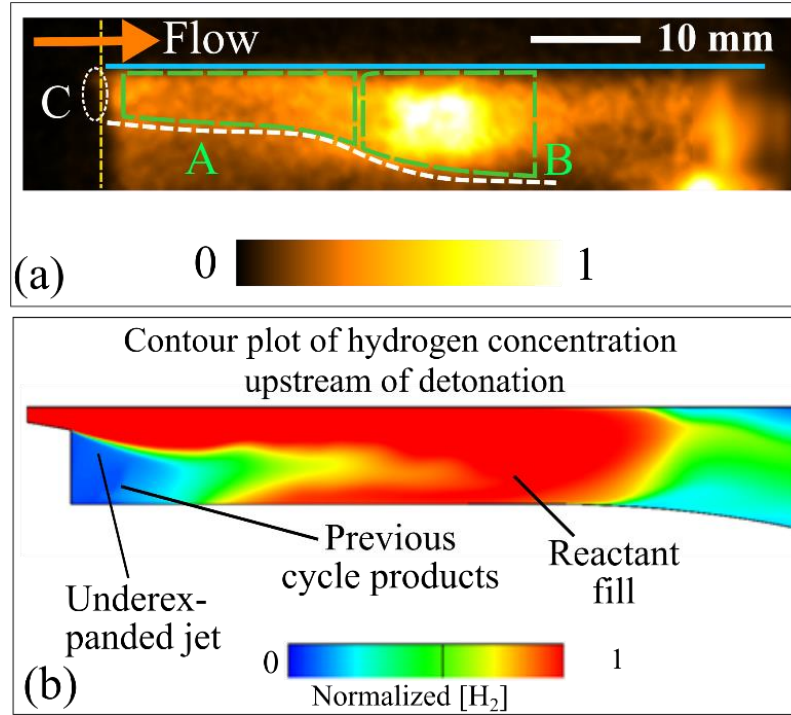 (a)
Flow
10 mm
C
A
B
0
1
(b)
Contour plot of hydrogen concentration
upstream of detonation
Underex-
panded jet
Previous
cycle products
Reactant
fill
0
1
Normalized [H₂]